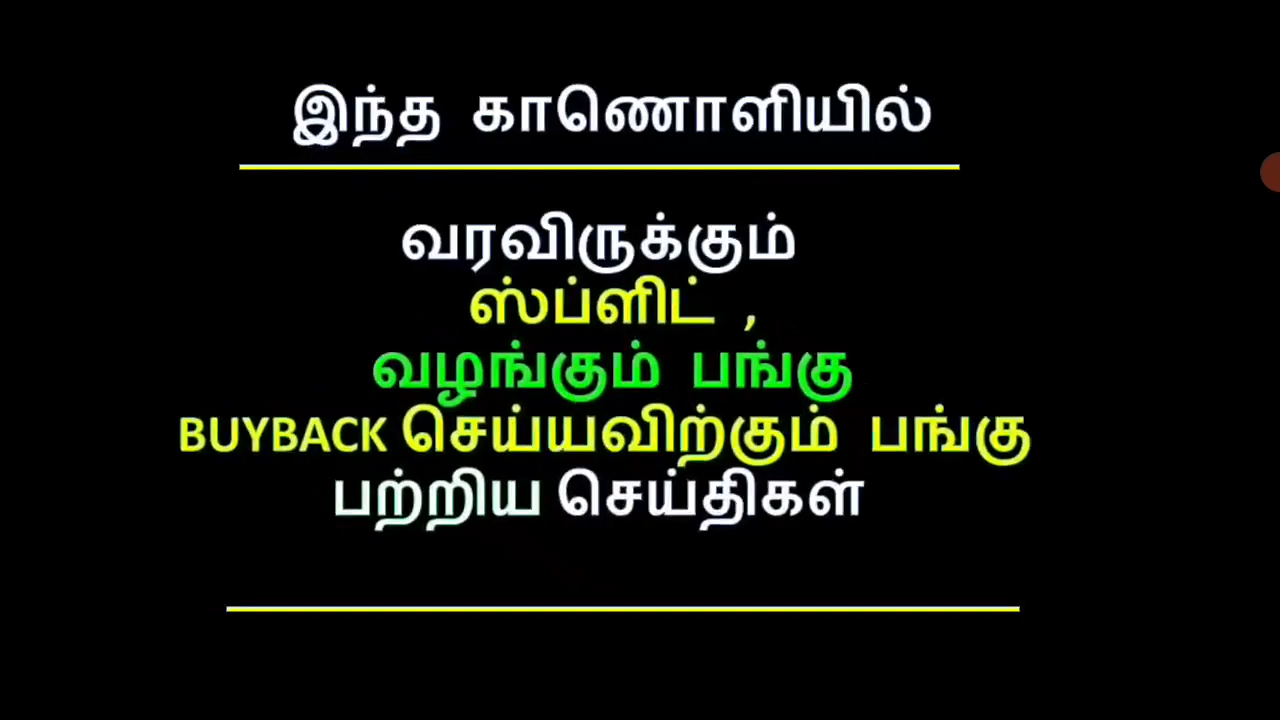 இந்த காணொளியில்
வரவிருக்கும்
ஸ்ப்ளிட் ,
வழங்கும் பங்கு
BUYBACK செய்யவிற்கும் பங்கு
பற்றிய செய்திகள்